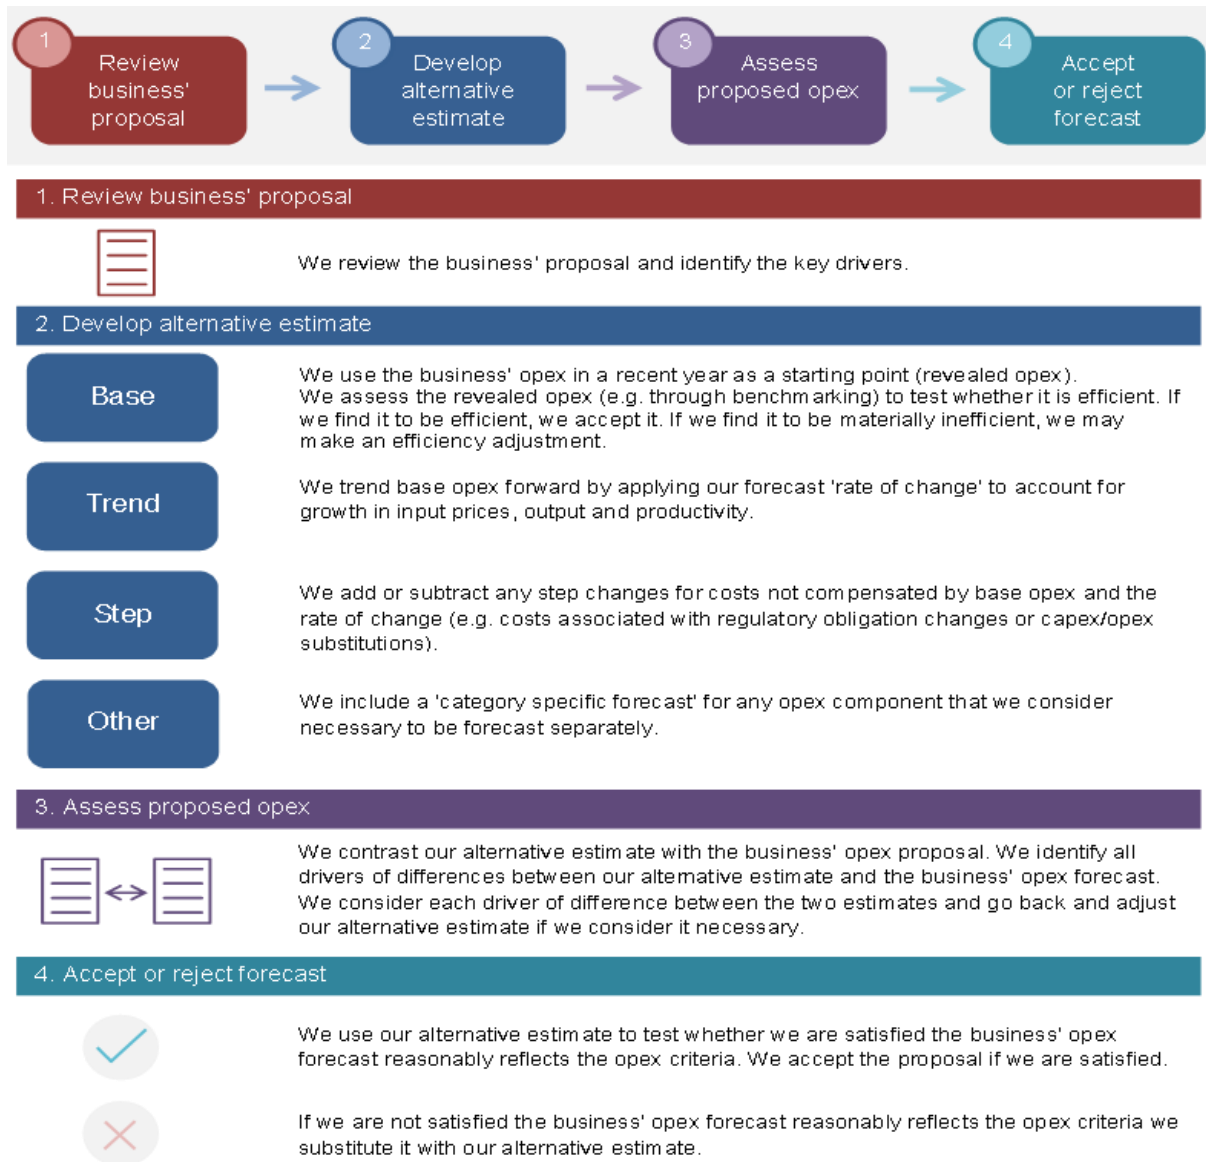 1
Review
business'
proposal
2
Develop
alternative
estimate
3
Assess
proposed opex
4
Accept
or reject
forecast
1. Review business' proposal
We review the business' proposal and identify the key drivers.
2. Develop alternative estimate
Base
We use the business' opex in a recent year as a starting point (revealed opex).
We assess the revealed opex (e.g. through benchmarking) to test whether it is efficient. If
we find it to be efficient, we accept it. If we find it to be materially inefficient, we may
make an efficiency adjustment.
Trend
We trend base opex forward by applying our forecast 'rate of change' to account for
growth in input prices, output and productivity.
Step
We add or subtract any step changes for costs not compensated by base opex and the
rate of change (e.g. costs associated with regulatory obligation changes or capex/opex
substitutions).
Other
We include a 'category specific forecast' for any opex component that we consider
necessary to be forecast separately.
3. Assess proposed opex
We contrast our alternative estimate with the business' opex proposal. We identify all
drivers of differences between our alternative estimate and the business' opex forecast.
We consider each driver of difference between the two estimates and go back and adjust
our alternative estimate if we consider it necessary.
4. Accept or reject forecast
We use our alternative estimate to test whether we are satisfied the business' opex
forecast reasonably reflects the opex criteria. We accept the proposal if we are satisfied.
If we are not satisfied the business' opex forecast reasonably reflects the opex criteria we
substitute it with our alternative estimate.